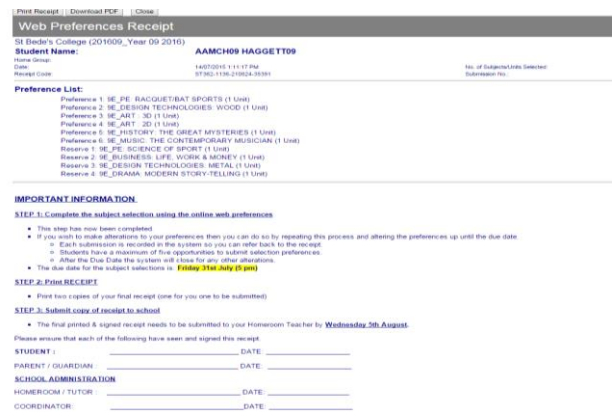 Print Receipt Download PDF Close
Web Preferences Receipt
St Bede's College (201609_Year 09 2016)
Student Name: AAMCH09 HAGGETT09
Home Group:
Date: 14/07/2015 1:11:17 PM No. of Subjects/Units Selected:
Receipt Code: Submission No.:
Preference List:
Preference 1: 9E_PE: RACQUET/BAT SPORTS (1 Unit)
Preference 2: 9E_DESIGN TECHNOLOGIES: WOOD (1 Unit)
Preference 3: 9E_ART : 3D (1 Unit)
Preference 4: 9E_ART : 2D (1 Unit)
Preference 5: 9E_HISTORY: THE GREAT MYSTERIES (1 Unit)
Preference 6: 9E_MUSIC: THE CONTEMPORARY MUSICIAN (1 Unit)
Reserve 1: 9E_PE: SCIENCE OF SPORT (1 Unit)
Reserve 2: 9E_BUSINESS: LIFE, WORK & MONEY (1 Unit)
Reserve 3: 9E_DESIGN TECHNOLOGIES: METAL (1 Unit)
Reserve 4: 9E_DRAMA: MODERN STORY-TELLING (1 Unit)
IMPORTANT INFORMATION
STEP 1: Complete the subject selection using the online web preferences
This step has now been completed
If you wish to make alterations to your preferences then you can do so by repeating this process and altering the preferences up until the due date.
Each submission is recorded in the system so you can refer back to the receipt.
Students have a maximum of five opportunities to submit selection preferences.
After the Due Date the system will close for any other alterations.
The due date for the subject selections is: Friday 31st July (5 pm)
STEP 2: Print RECEIPT
Print two copies of your final receipt (one for you one to be submitted)
STEP 3: Submit copy of receipt to school
The final printed & signed receipt needs to be submitted to your Homeroom Teacher by Wednesday 5th August.
Please ensure that each of the following have seen and signed this receipt.
STUDENT : DATE:
PARENT / GUARDIAN : DATE:
SCHOOL ADMINISTRATION
HOMEROOM / TUTOR : DATE:
COORDINATOR: DATE: